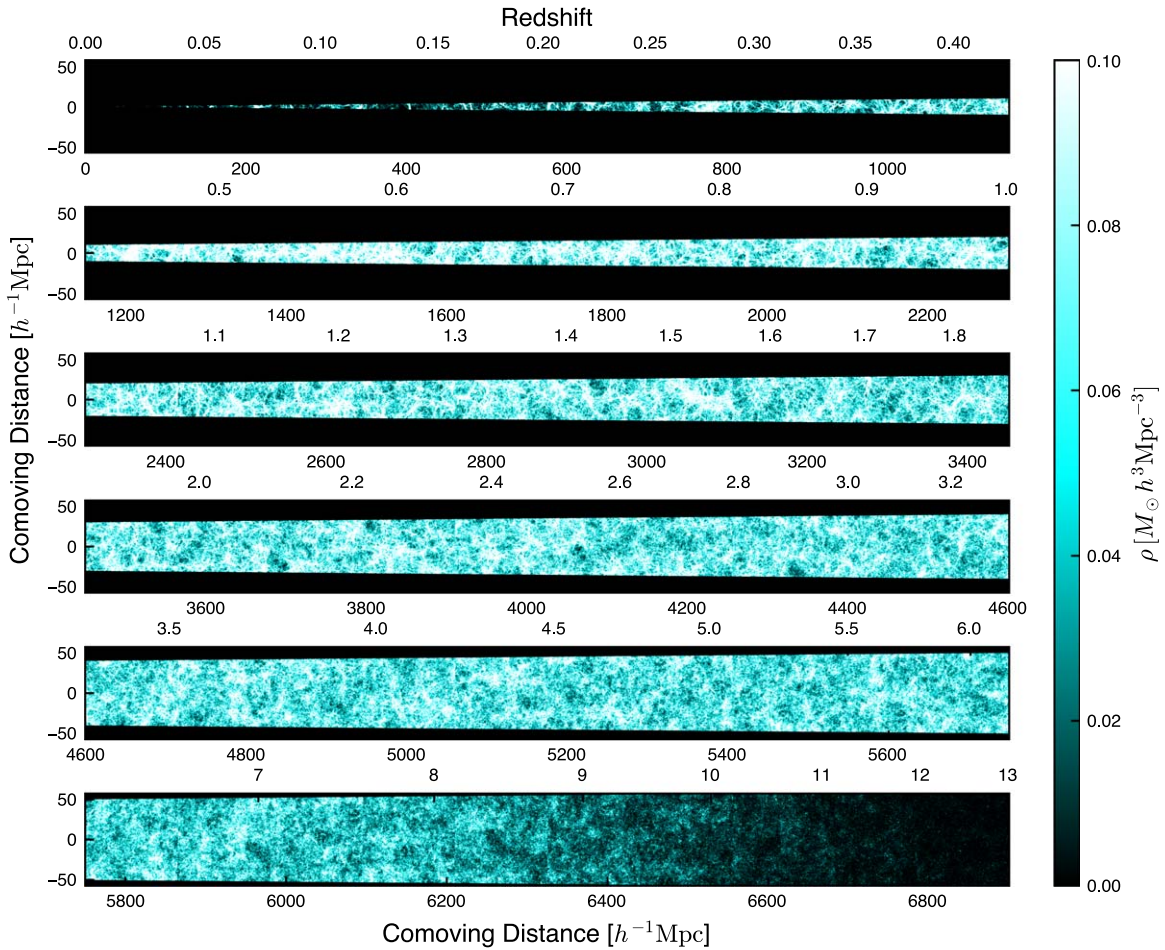 Redshift
0.00 0.05 0.10 0.15 0.20 0.25 0.30 0.35 0.40
50
0
−50
0 200 400 600 800 1000
0.5 0.6 0.7 0.8 0.9 1.0
50
0
−50
1200 1400 1600 1800 2000 2200
1.1 1.2 1.3 1.4 1.5 1.6 1.7 1.8
50
0
−50
2400 2600 2800 3000 3200 3400
2.0 2.2 2.4 2.6 2.8 3.0 3.2
50
0
−50
3600 3800 4000 4200 4400 4600
3.5 4.0 4.5 5.0 5.5 6.0
50
0
−50
4600 4800 5000 5200 5400 5600
7 8 9 10 11 12 13
50
0
−50
5800 6000 6200 6400 6600 6800
Comoving Distance [h⁻¹Mpc]
Comoving Distance [h⁻¹Mpc]
0.10
0.08
0.06
0.04
0.02
0.00
ρ [M⊙ h³Mpc⁻³]